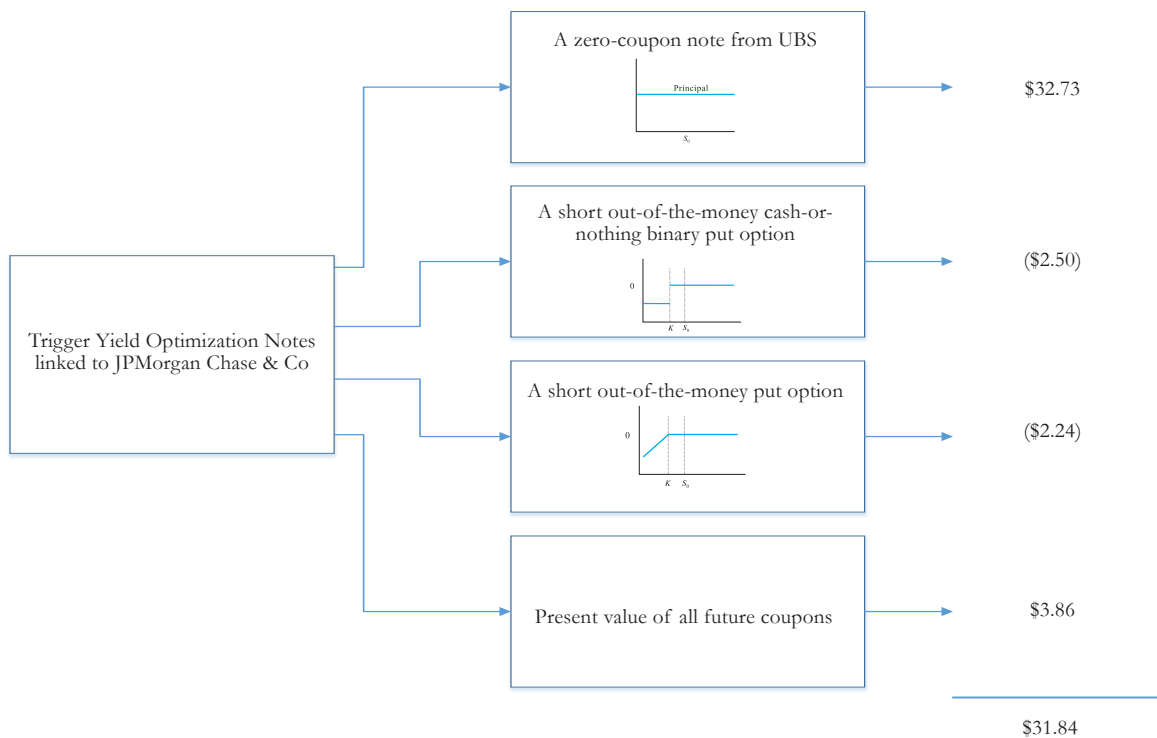 A zero-coupon note from UBS
Principal
S₀
$32.73
A short out-of-the-money cash-or-
nothing binary put option
0
K S₀
($2.50)
Trigger Yield Optimization Notes
linked to JPMorgan Chase & Co
A short out-of-the-money put option
0
K S₀
($2.24)
Present value of all future coupons
$3.86
$31.84